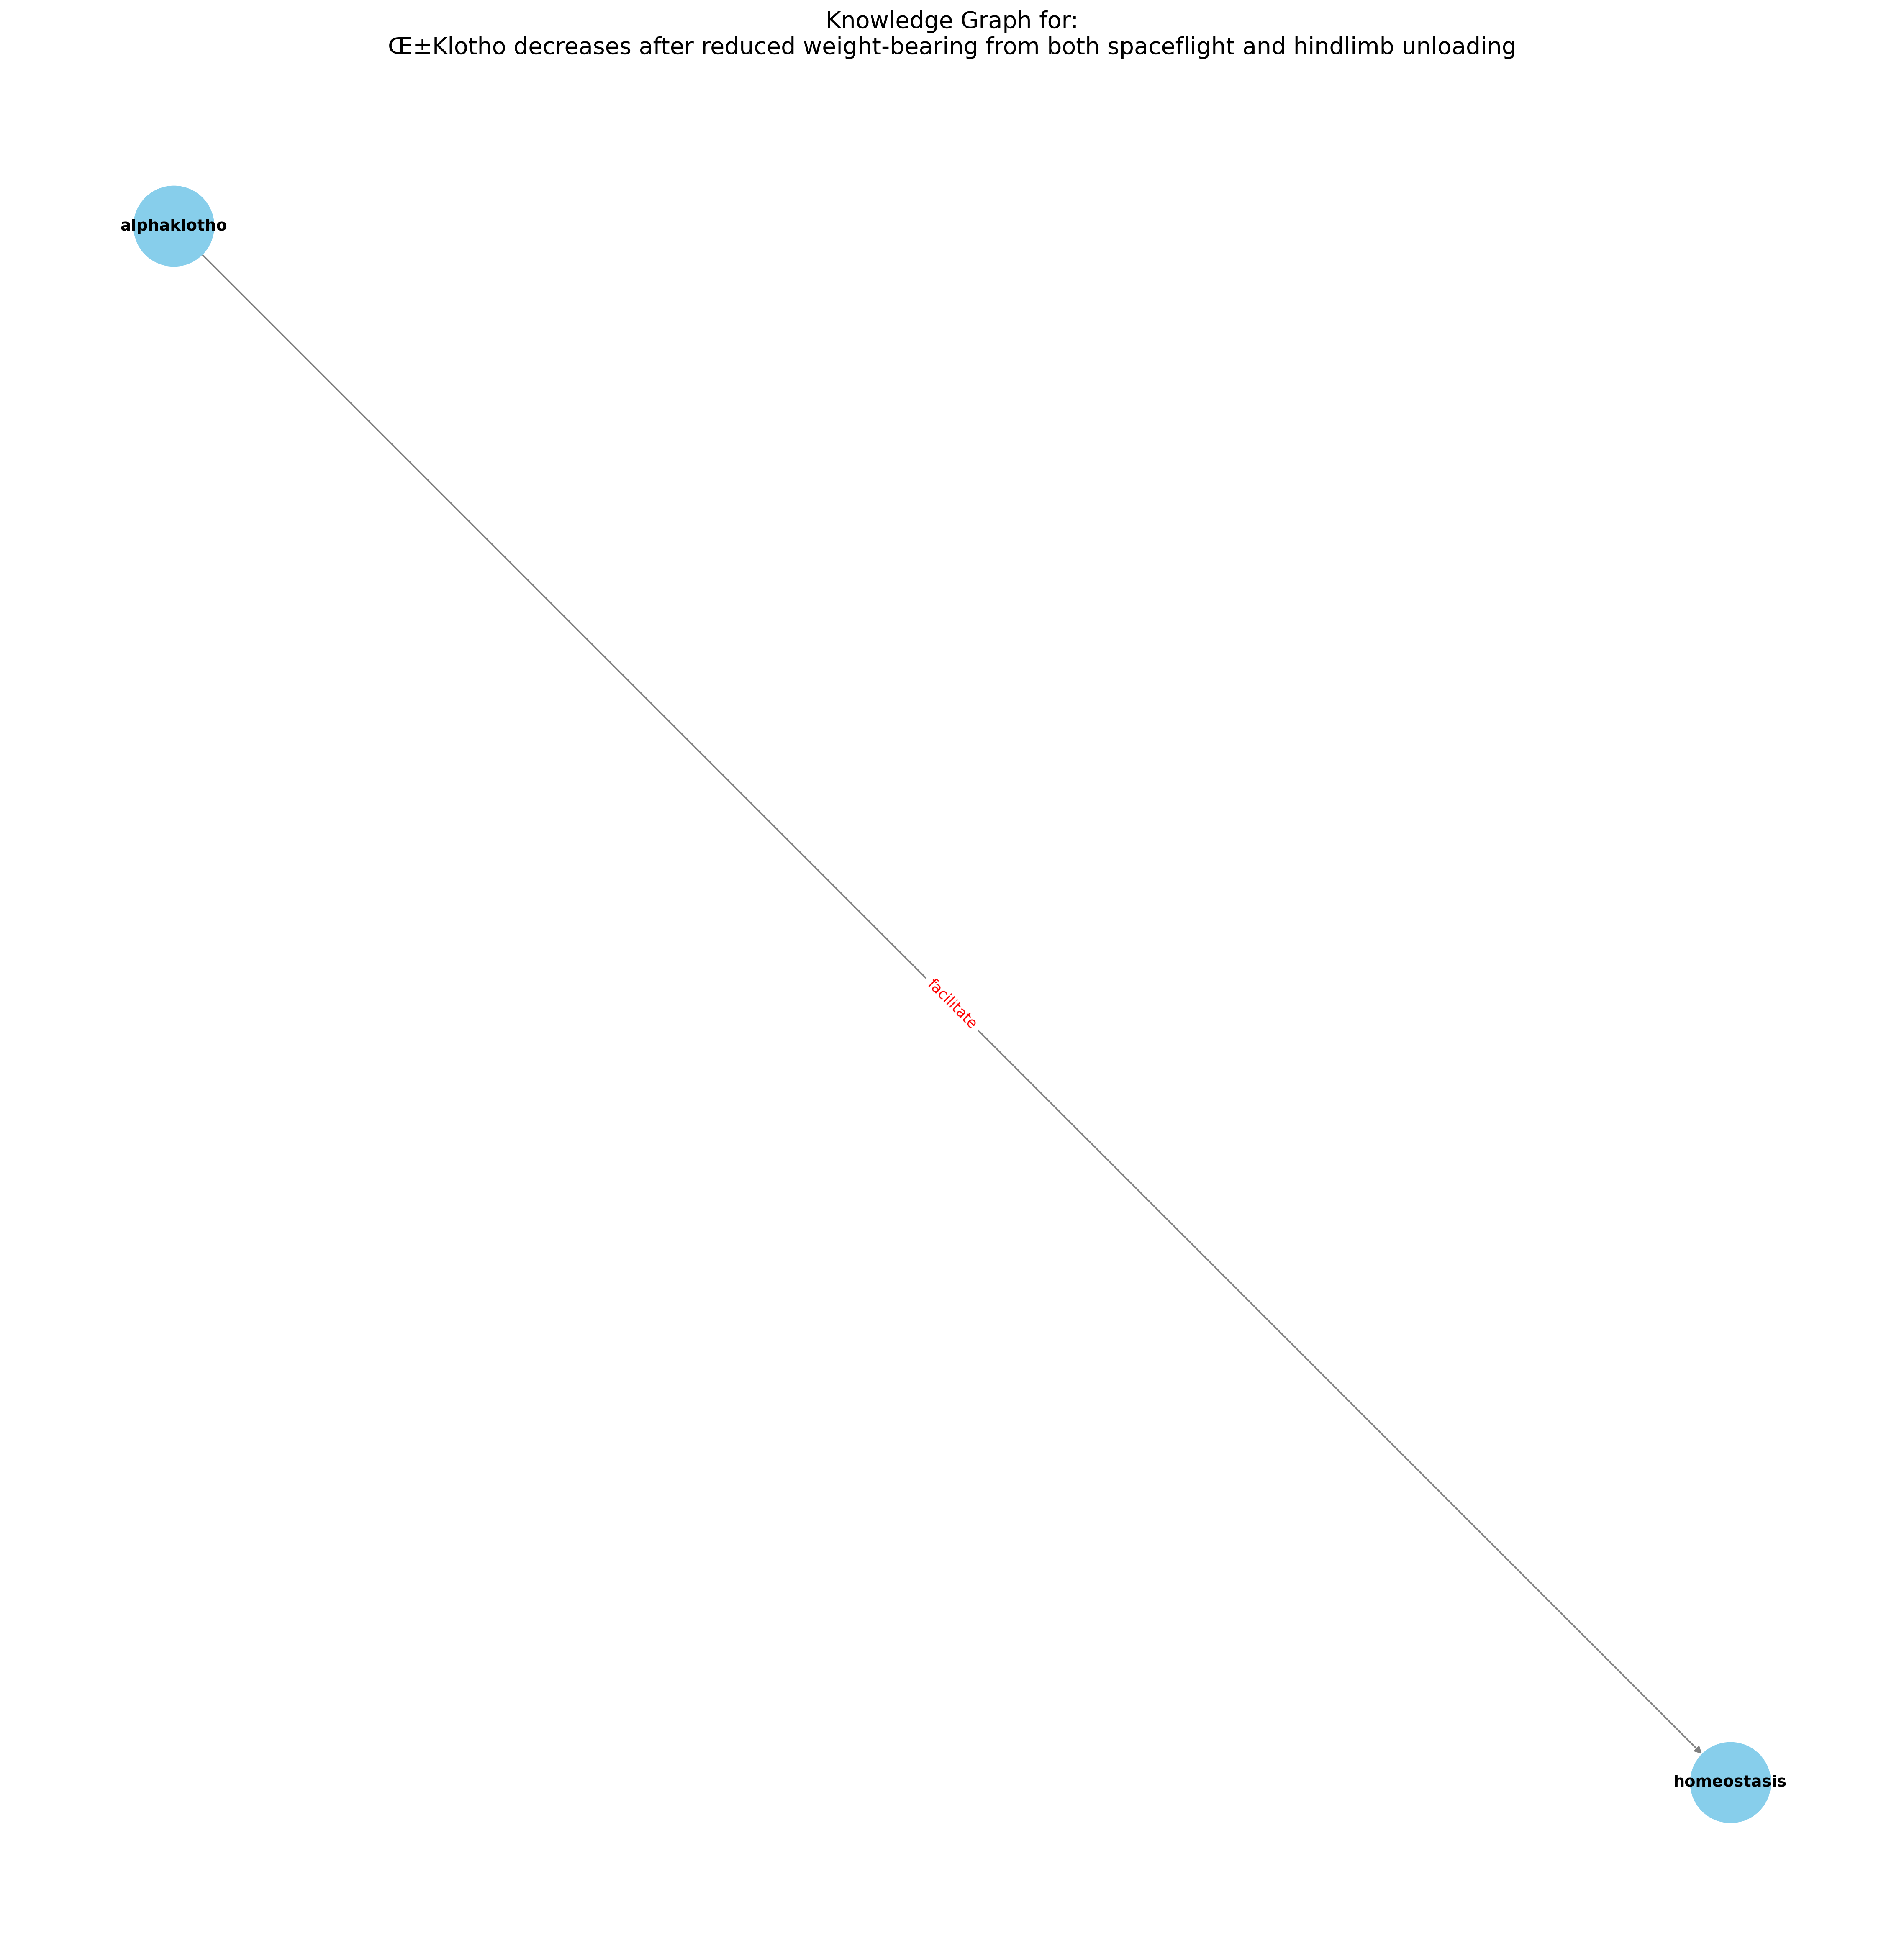 Knowledge Graph for:
Œ±Klotho decreases after reduced weight-bearing from both spaceflight and hindlimb unloading
alphaklotho
facilitate
homeostasis